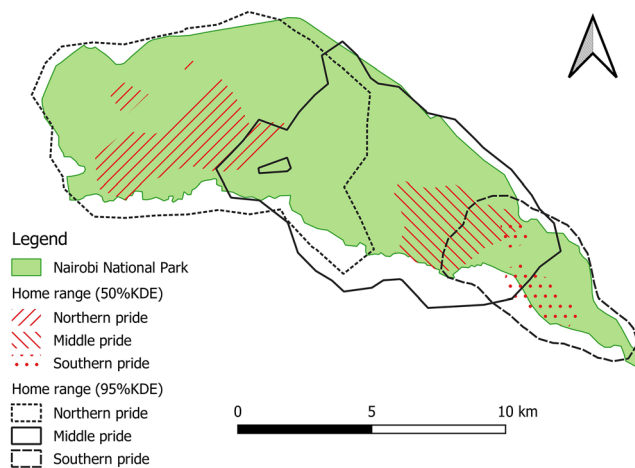 Legend
Nairobi National Park
Home range (50%KDE)
Northern pride
Middle pride
Southern pride
Home range (95%KDE)
Northern pride
Middle pride
Southern pride
0 5 10 km